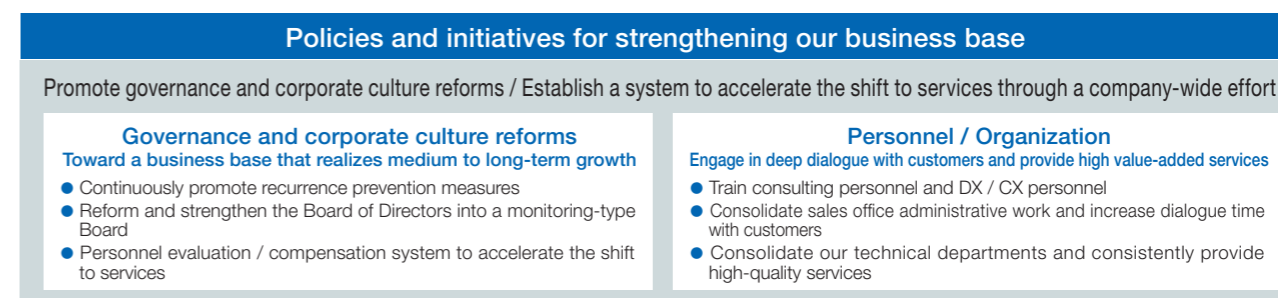 Policies and initiatives for strengthening our business base
Promote governance and corporate culture reforms / Establish a system to accelerate the shift to services through a company-wide effort
Governance and corporate culture reforms
Toward a business base that realizes medium to long-term growth
● Continuously promote recurrence prevention measures
● Reform and strengthen the Board of Directors into a monitoring-type
Board
● Personnel evaluation / compensation system to accelerate the shift
to services
Personnel / Organization
Engage in deep dialogue with customers and provide high value-added services
● Train consulting personnel and DX / CX personnel
● Consolidate sales office administrative work and increase dialogue time
with customers
● Consolidate our technical departments and consistently provide
high-quality services